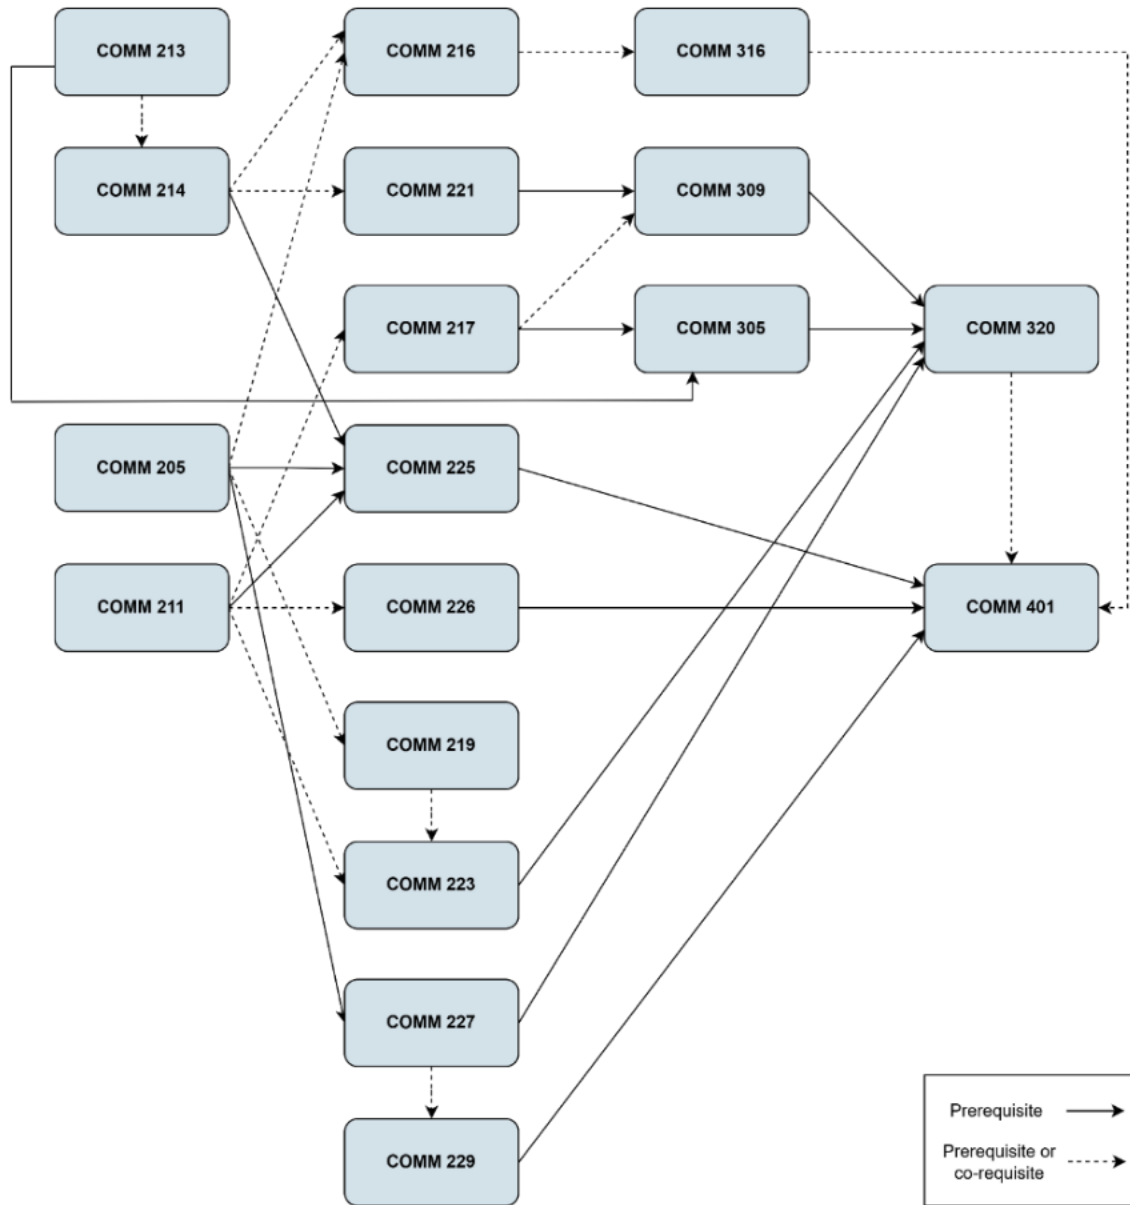 COMM 213
COMM 216
COMM 316
COMM 214
COMM 221
COMM 309
COMM 217
COMM 305
COMM 320
COMM 205
COMM 225
COMM 211
COMM 226
COMM 401
COMM 219
COMM 223
COMM 227
COMM 229
Prerequisite
Prerequisite or
co-requisite